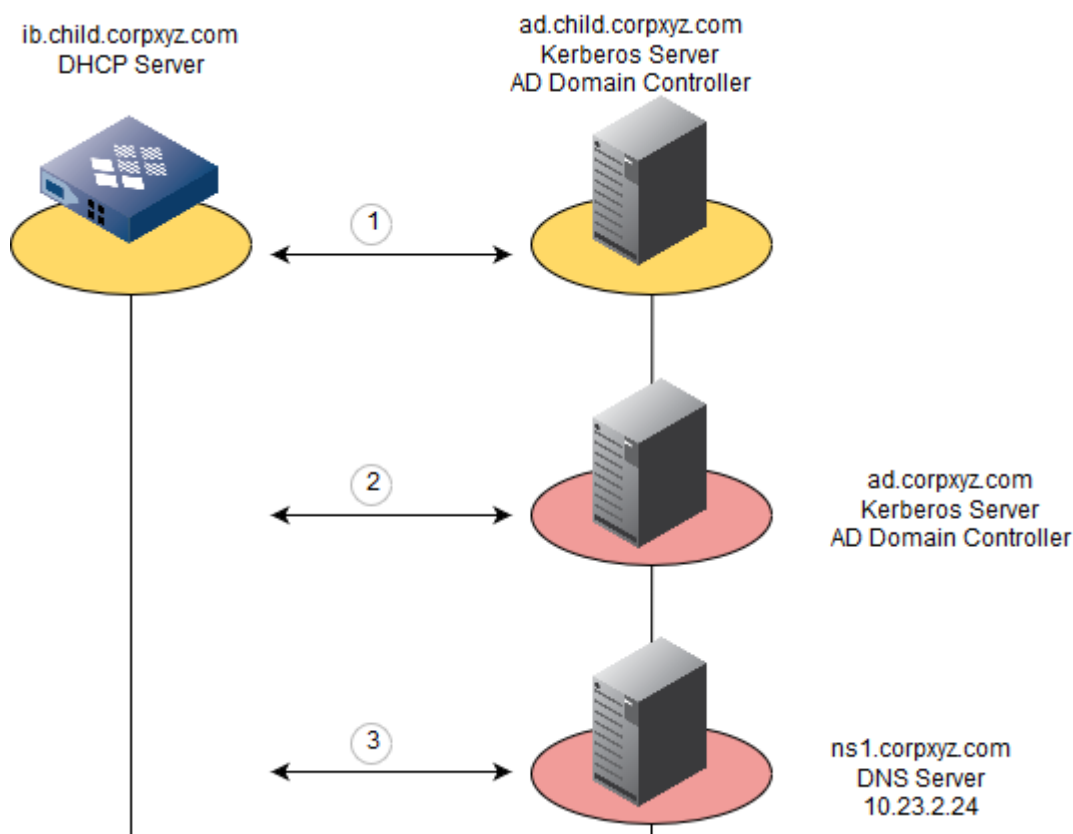 ib.child.corpxyz.com
DHCP Server
ad.child.corpxyz.com
Kerberos Server
AD Domain Controller
1
2
ad.corpxyz.com
Kerberos Server
AD Domain Controller
3
ns1.corpxyz.com
DNS Server
10.23.2.24